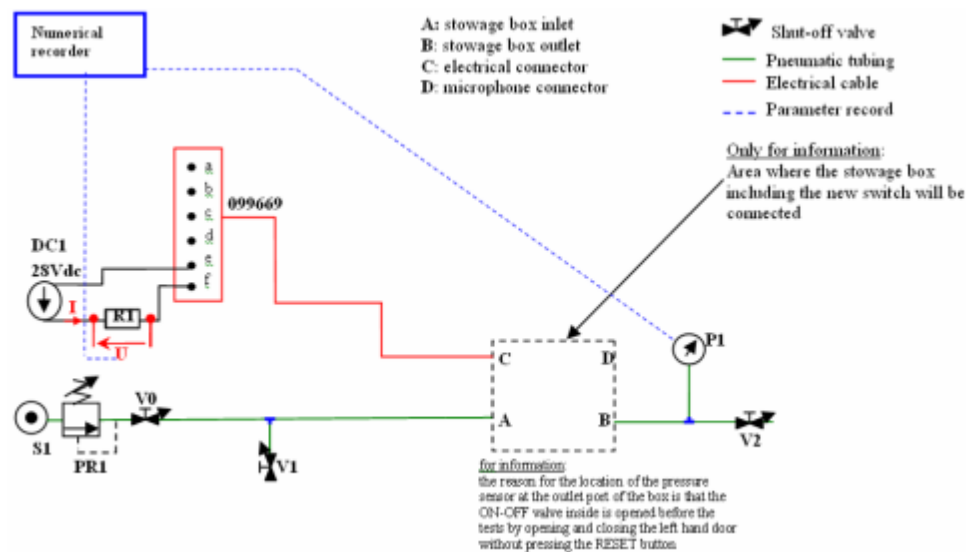 Numerical
recorder
A: stowage box inlet
B: stowage box outlet
C: electrical connector
D: microphone connector
Shut-off valve
Pneumatic tubing
Electrical cable
Parameter record
Only for information:
Area where the stowage box
including the new switch will be
connected
a
b
c
d
e
f
099669
DC1
28Vdc
I
R1
U
C
D
A
B
P1
S1
PR1
V0
V1
V2
for information:
the reason for the location of the pressure
sensor at the outlet port of the box is that the
ON-OFF valve inside is opened before the
tests by opening and closing the left hand door
without pressing the RESET button